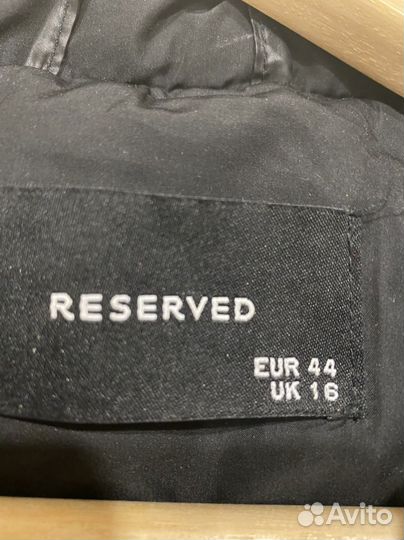 RESERVED
EUR 44
UK 16
Avito